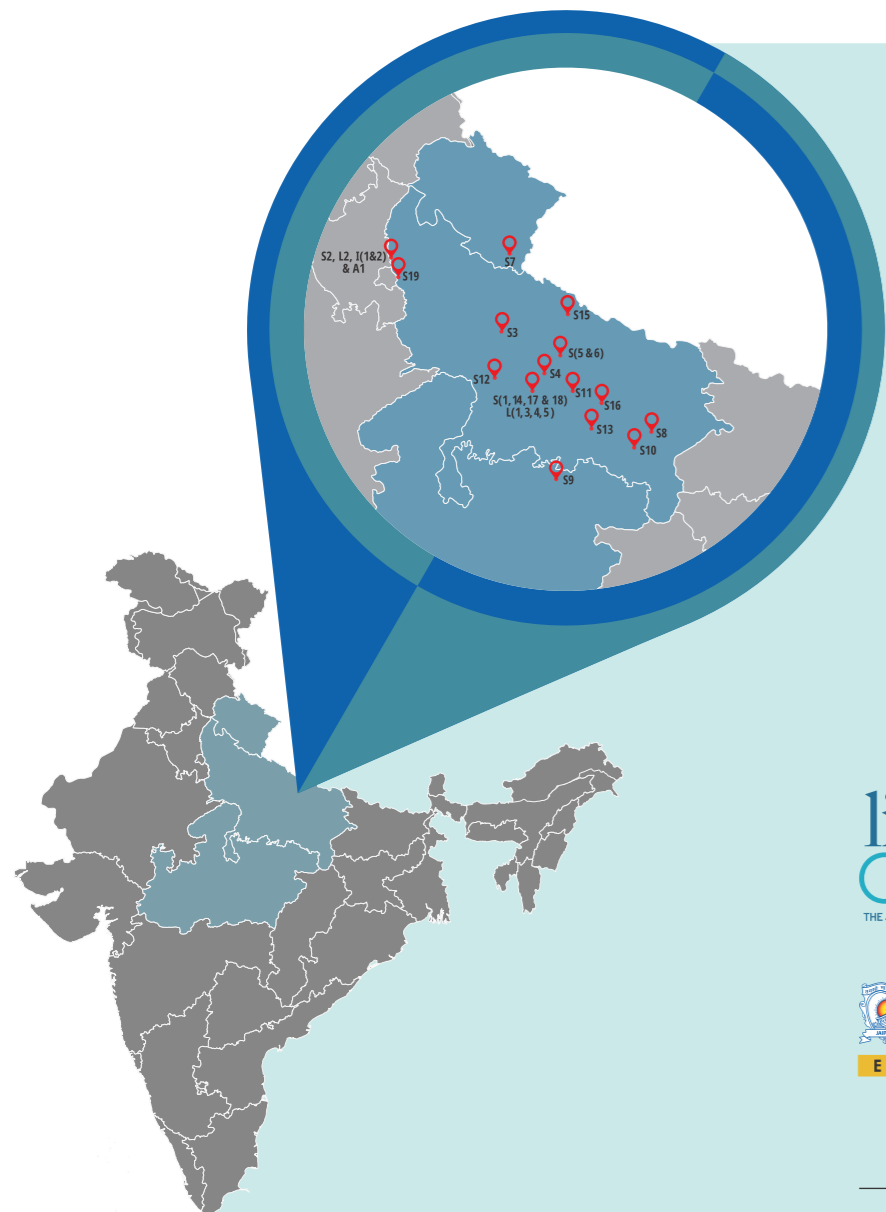 S2, L2, I(1&2)
& A1
S19
S7
S15
S3
S(5 & 6)
S4
S12
S11
S(1, 14, 17 & 18)
L(1, 3, 4, 5 )
S16
S13
S8
S10
S9
THE
E